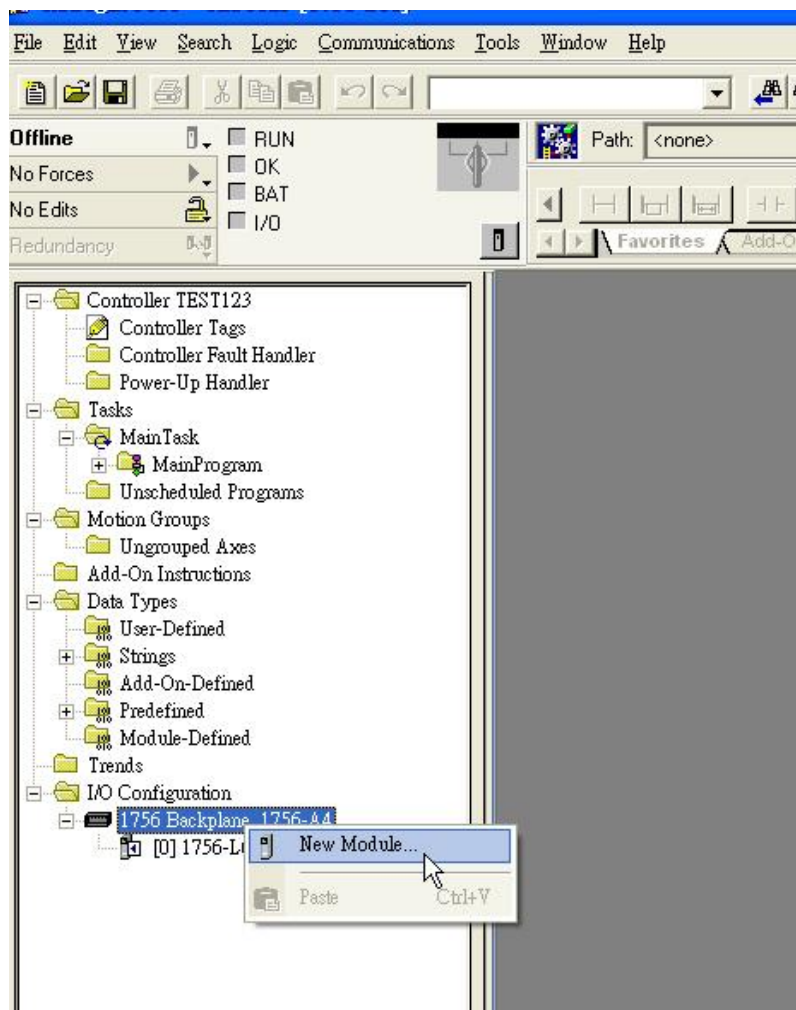 File Edit View Search Logic Communications Tools Window Help
Offline RUN
No Forces OK
No Edits BAT
Redundancy I/O
Path: <none>
Favorites Add-O
Controller TEST123
Controller Tags
Controller Fault Handler
Power-Up Handler
Tasks
MainTask
MainProgram
Unscheduled Programs
Motion Groups
Ungrouped Axes
Add-On Instructions
Data Types
User-Defined
Strings
Add-On-Defined
Predefined
Module-Defined
Trends
I/O Configuration
1756 Backplane, 1756-A4
[0] 1756-L
New Module...
Paste Ctrl+V